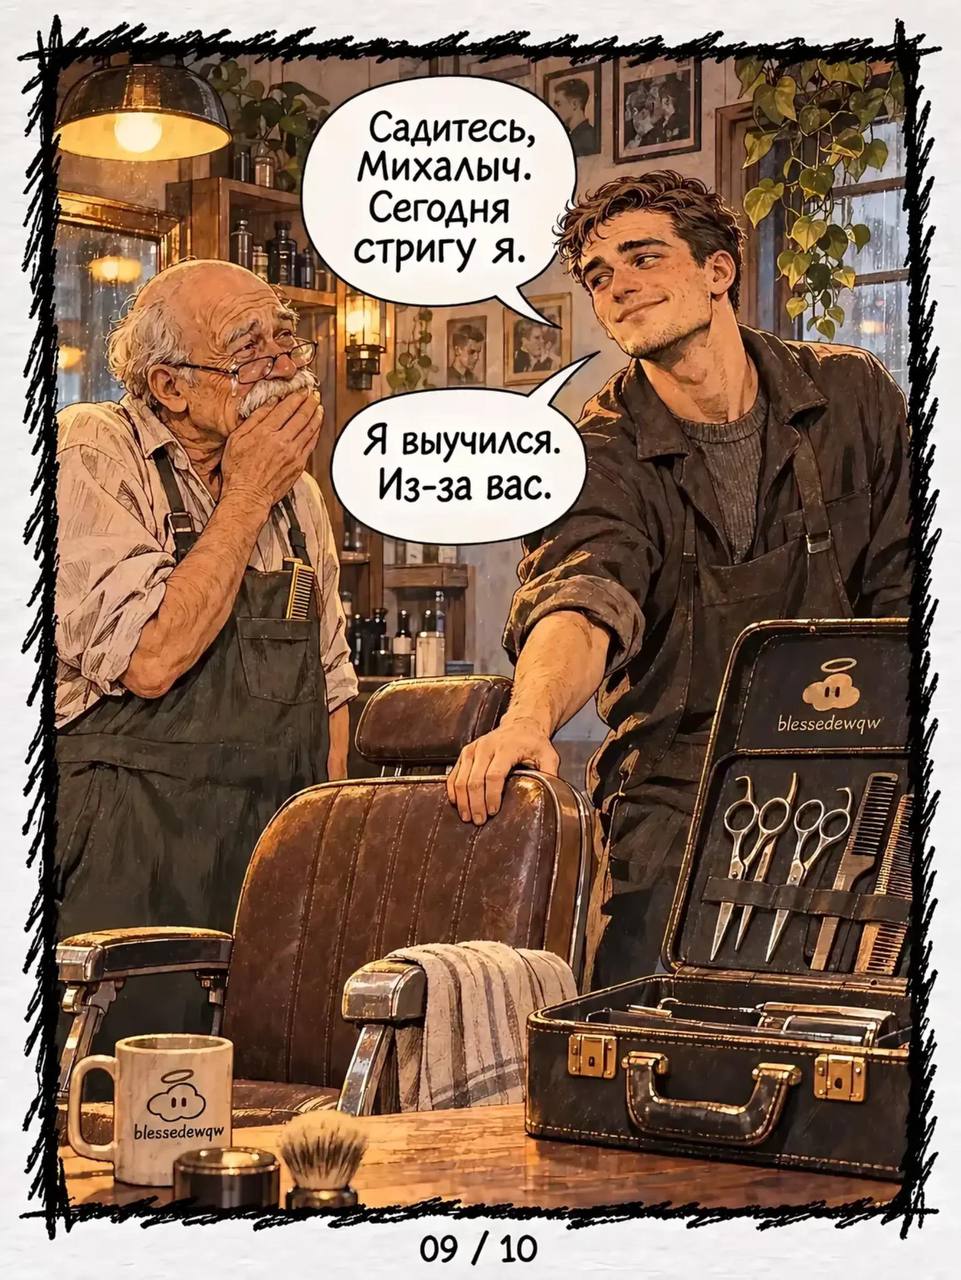 Садитесь,
Михалыч.
Сегодня
стригу я.
Я выучился.
Из-за вас.
blessedewqw
blessedewqw
09 / 10